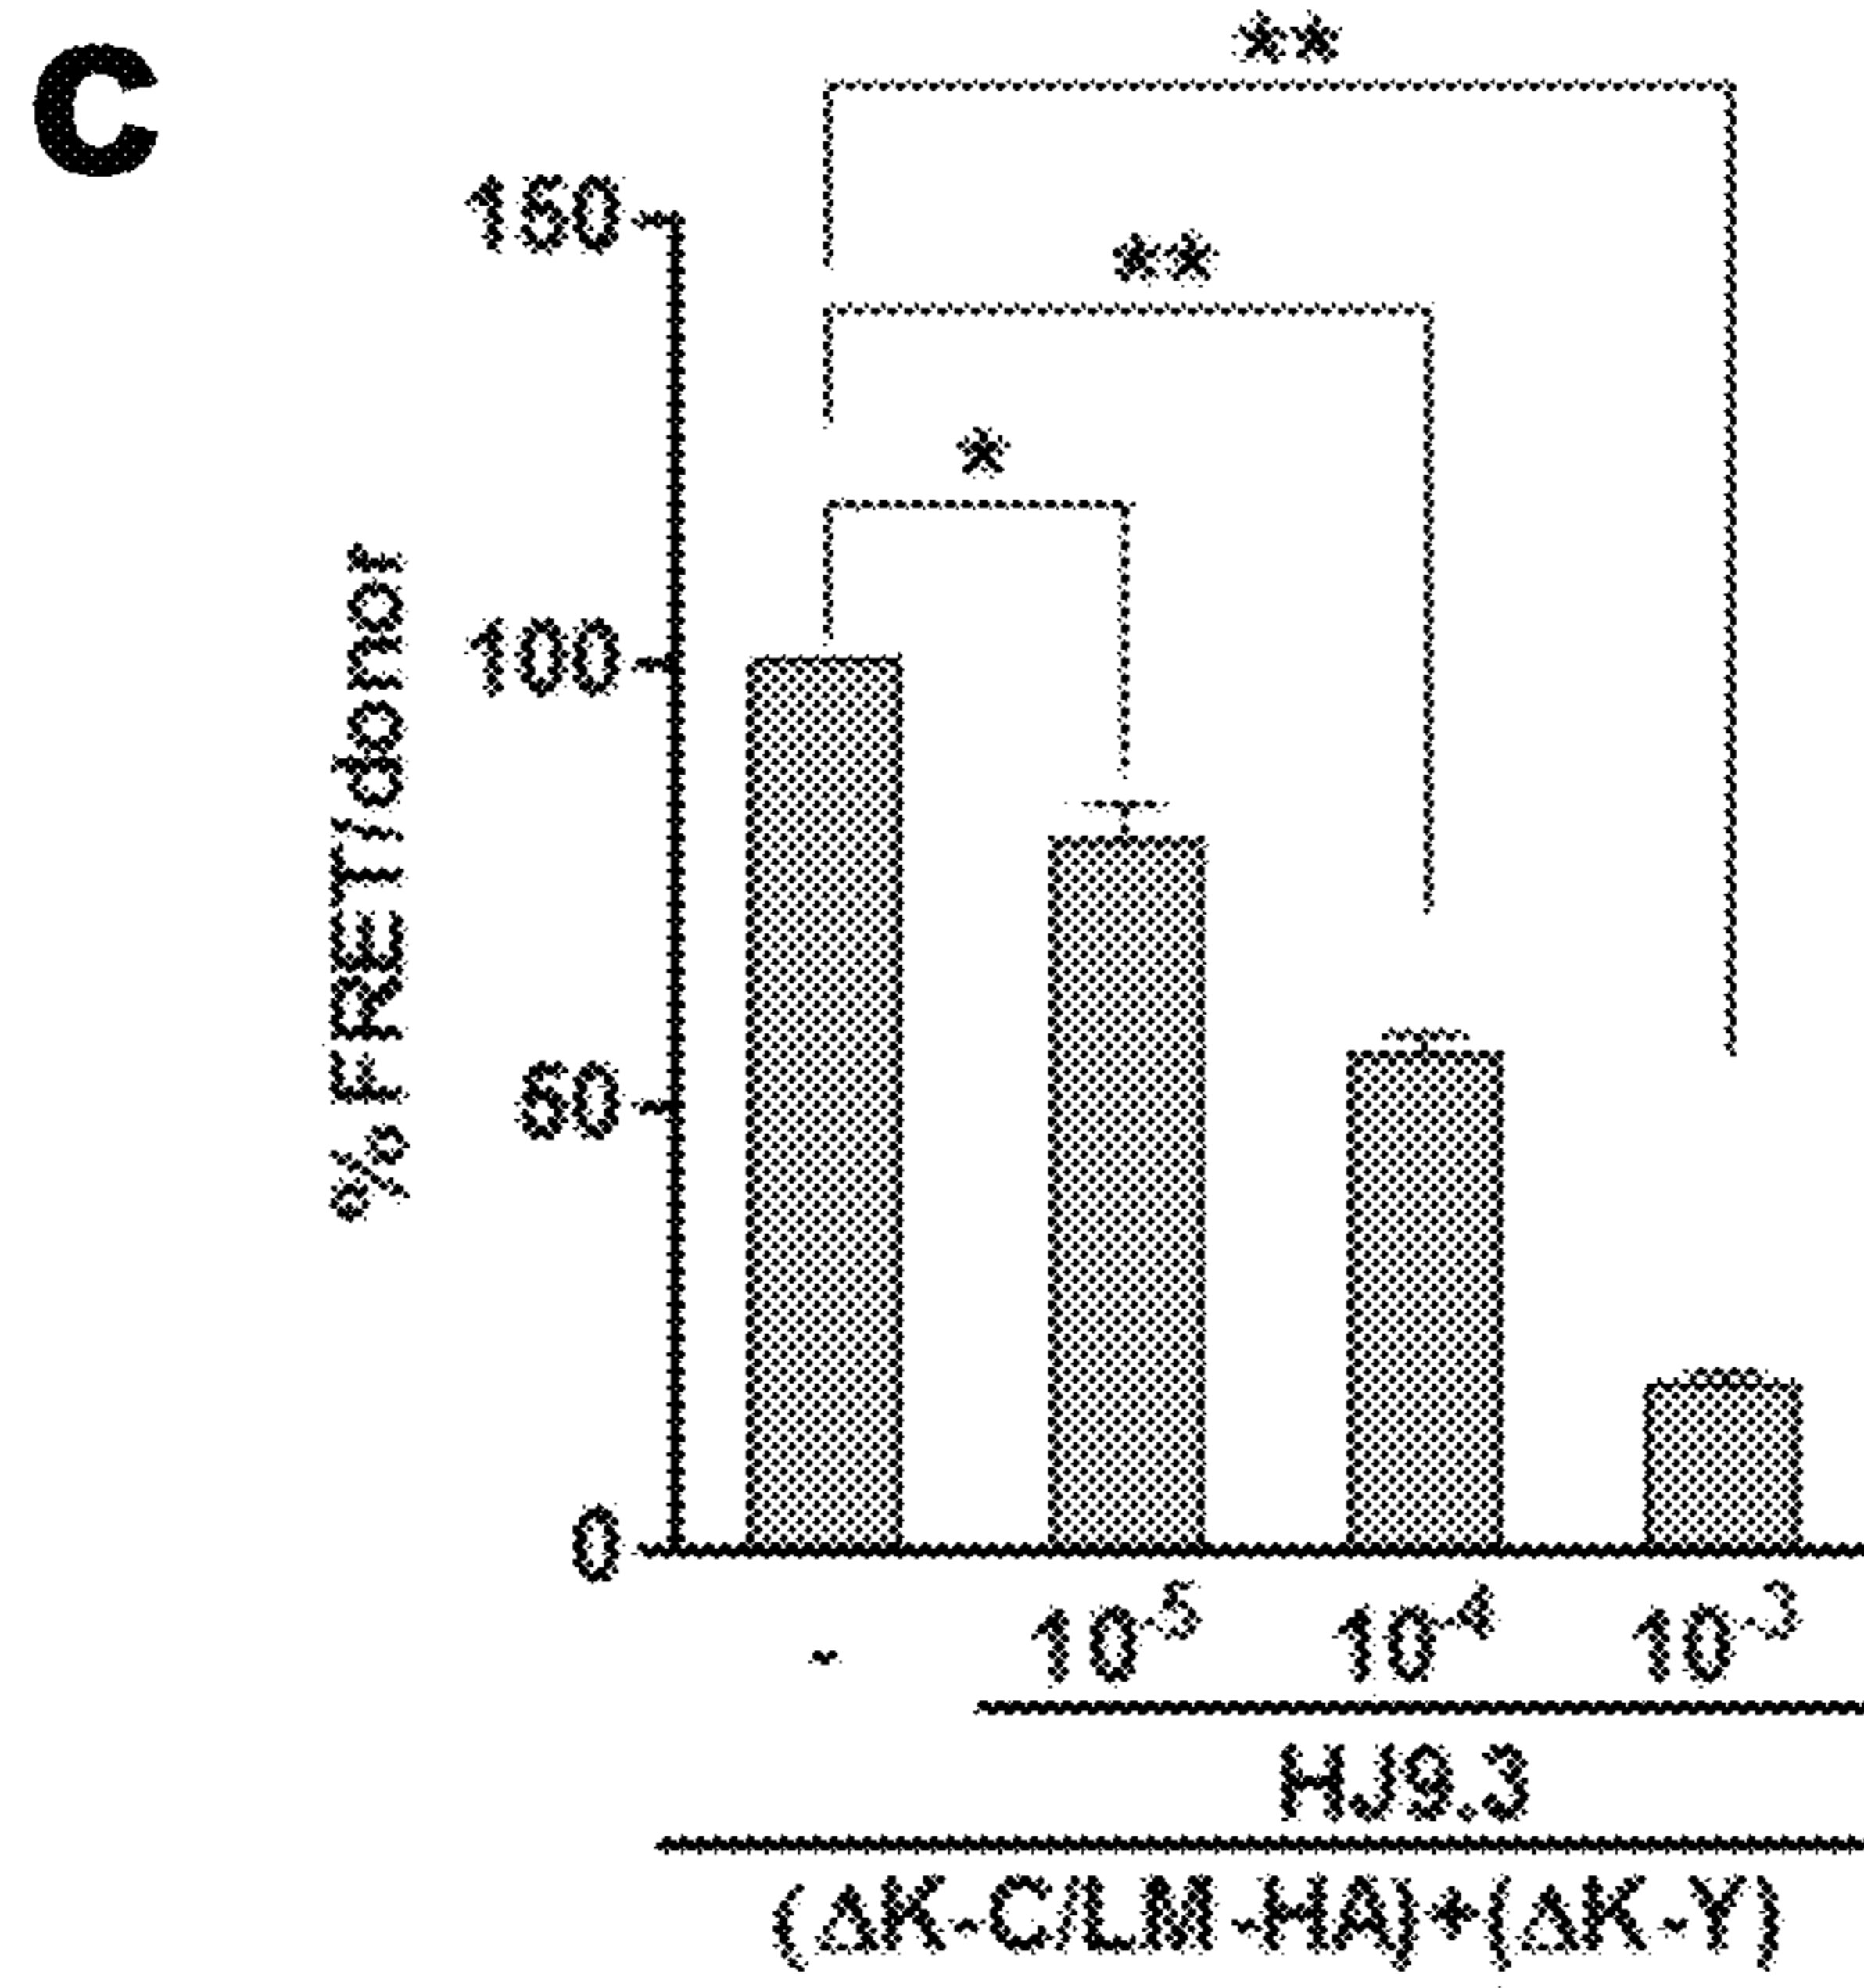 C
**
**
*
150
100
50
0
% FRET/donor
- 10⁻⁵ 10⁻⁴ 10⁻³
HJ9.3
(ΔK-C/LM-HA)+(ΔK-Y)